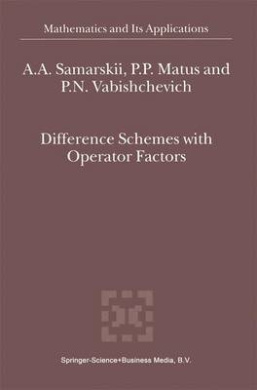 Mathematics and Its Applications
A.A. Samarskii, P.P. Matus and
P.N. Vabishchevich
Difference Schemes with
Operator Factors
Springer-Science+Business Media, B.V.